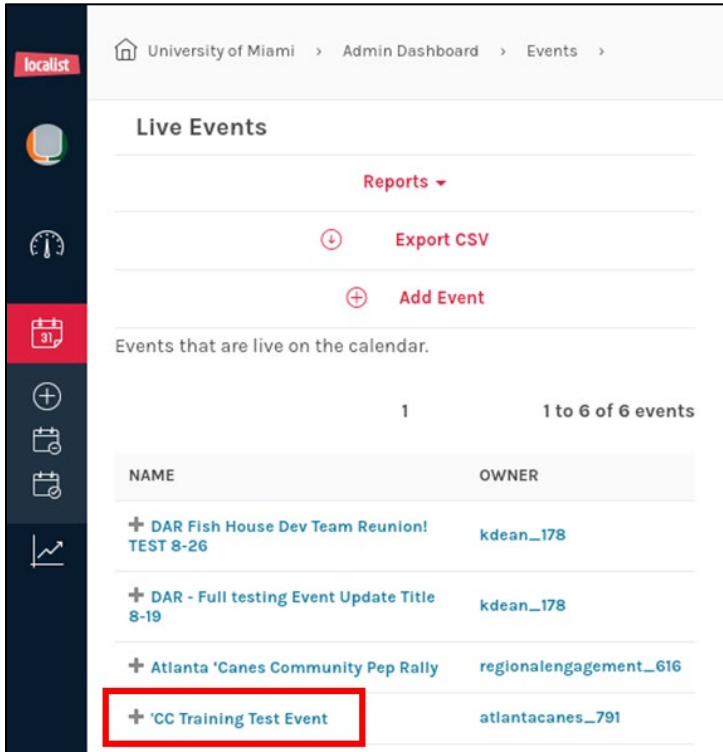 localist
University of Miami > Admin Dashboard > Events >
Live Events
Reports
Export CSV
Add Event
31
Events that are live on the calendar.
1 1 to 6 of 6 events
NAME OWNER
DAR Fish House Dev Team Reunion!
TEST 8-26
kdean_178
DAR - Full testing Event Update Title
8-19
kdean_178
Atlanta ‘Canes Community Pep Rally regionalengagement_616
‘CC Training Test Event atlantacanes_791